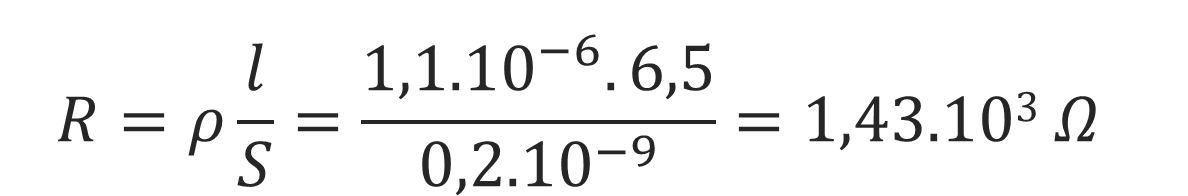 R = ρ l/S = 1,1.10⁻⁶.6,5 / 0,2.10⁻⁹ = 1,43.10³ Ω